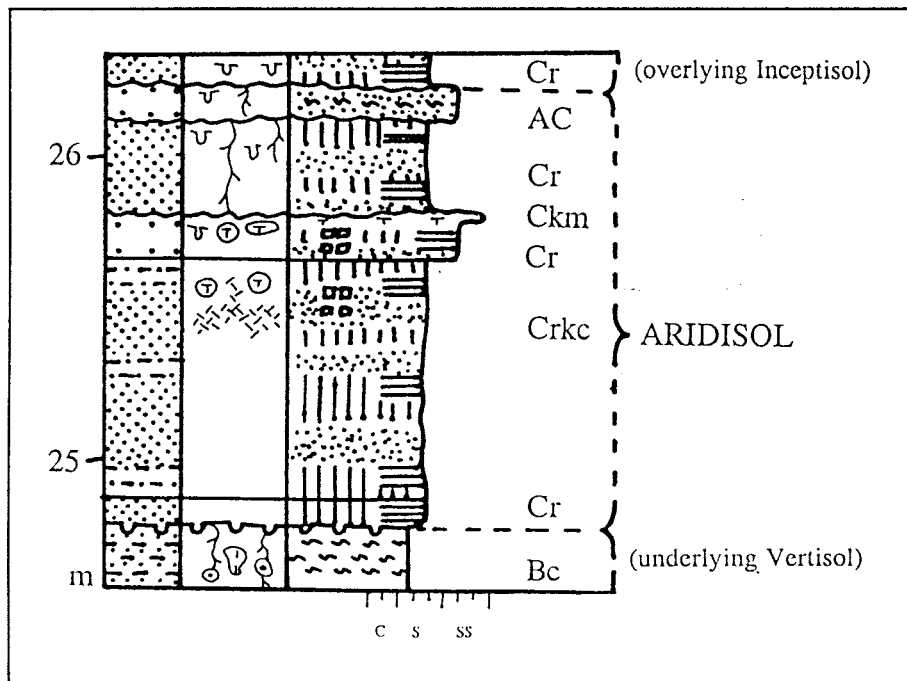 Cr (overlying Inceptisol)
AC
26
Cr
Ckm
Cr
Crkc
ARIDISOL
25
Cr
(underlying Vertisol)
m
Bc
C S SS